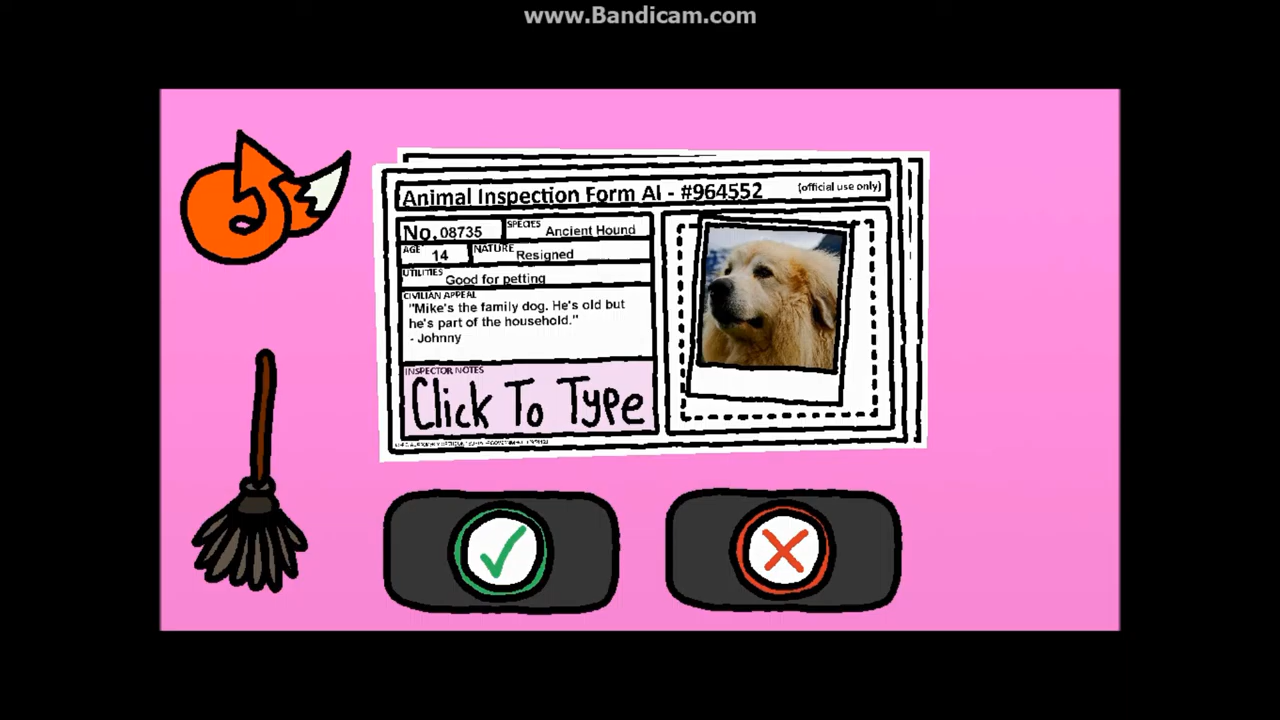 www.Bandicam.com
Animal Inspection Form AI - #964552
(official use only)
No. 08735
SPECIES
Ancient Hound
AGE
14
NATURE
Resigned
UTILITIES
Good for petting
CIVILIAN APPEAL
"Mike's the family dog. He's old but
he's part of the household."
- Johnny
INSPECTOR NOTES
Click To Type